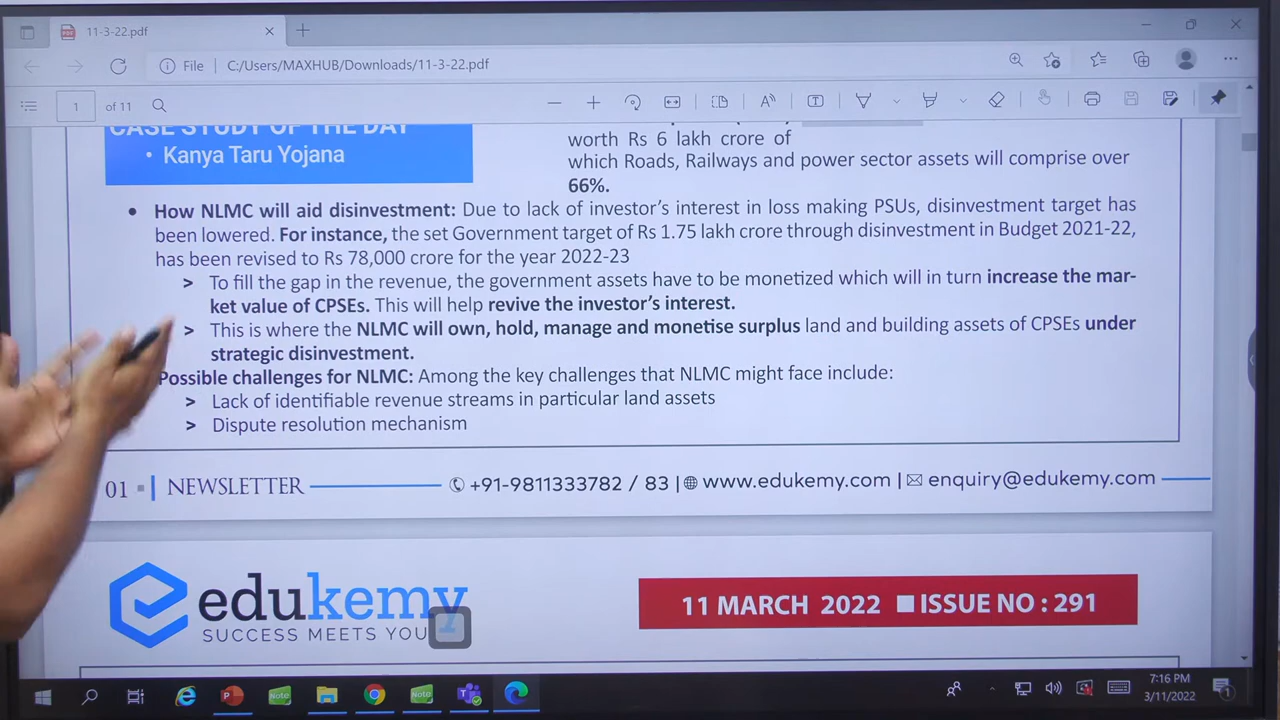 11-3-22.pdf
File C:/Users/MAXHUB/Downloads/11-3-22.pdf
1 of 11
CASE STUDY OF THE DAY
• Kanya Taru Yojana
worth Rs 6 lakh crore of
which Roads, Railways and power sector assets will comprise over
66%.
• How NLMC will aid disinvestment: Due to lack of investor's interest in loss making PSUs, disinvestment target has
been lowered. For instance, the set Government target of Rs 1.75 lakh crore through disinvestment in Budget 2021-22,
has been revised to Rs 78,000 crore for the year 2022-23
> To fill the gap in the revenue, the government assets have to be monetized which will in turn increase the mar-
ket value of CPSEs. This will help revive the investor's interest.
> This is where the NLMC will own, hold, manage and monetise surplus land and building assets of CPSEs under
strategic disinvestment.
Possible challenges for NLMC: Among the key challenges that NLMC might face include:
> Lack of identifiable revenue streams in particular land assets
> Dispute resolution mechanism
01 NEWSLETTER +91-9811333782 / 83 | www.edukemy.com | enquiry@edukemy.com
edukemy
SUCCESS MEETS YOU
11 MARCH 2022 ■ ISSUE NO : 291
Note Note
7:16 PM
3/11/2022